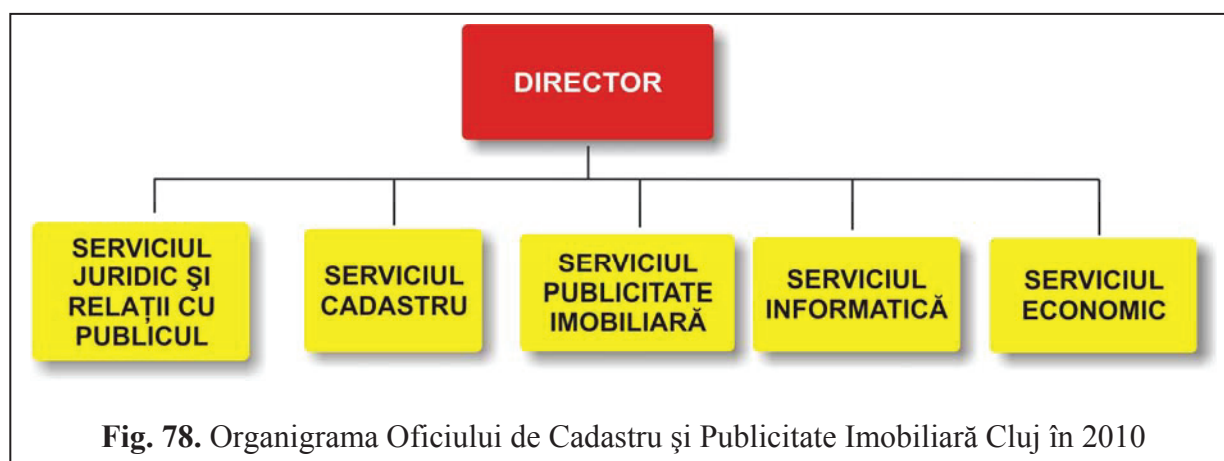 DIRECTOR
SERVICIUL
JURIDIC ŞI
RELAȚII CU
PUBLICUL
SERVICIUL
CADASTRU
SERVICIUL
PUBLICITATE
IMOBILIARĂ
SERVICIUL
INFORMATICĂ
SERVICIUL
ECONOMIC
Fig. 78. Organigrama Oficiului de Cadastru şi Publicitate Imobiliară Cluj în 2010